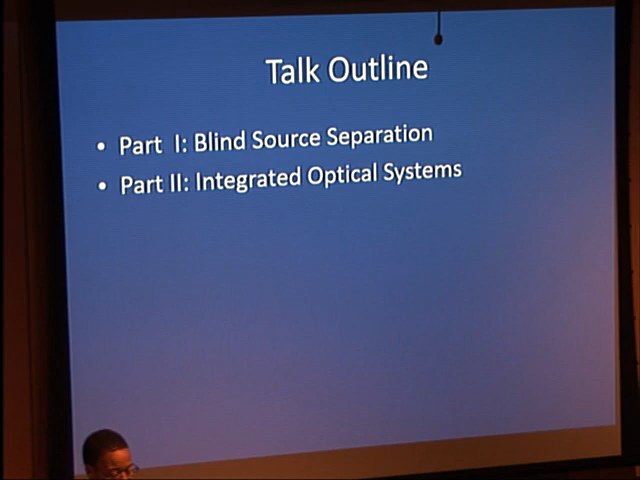 Talk Outline
• Part I: Blind Source Separation
• Part II: Integrated Optical Systems